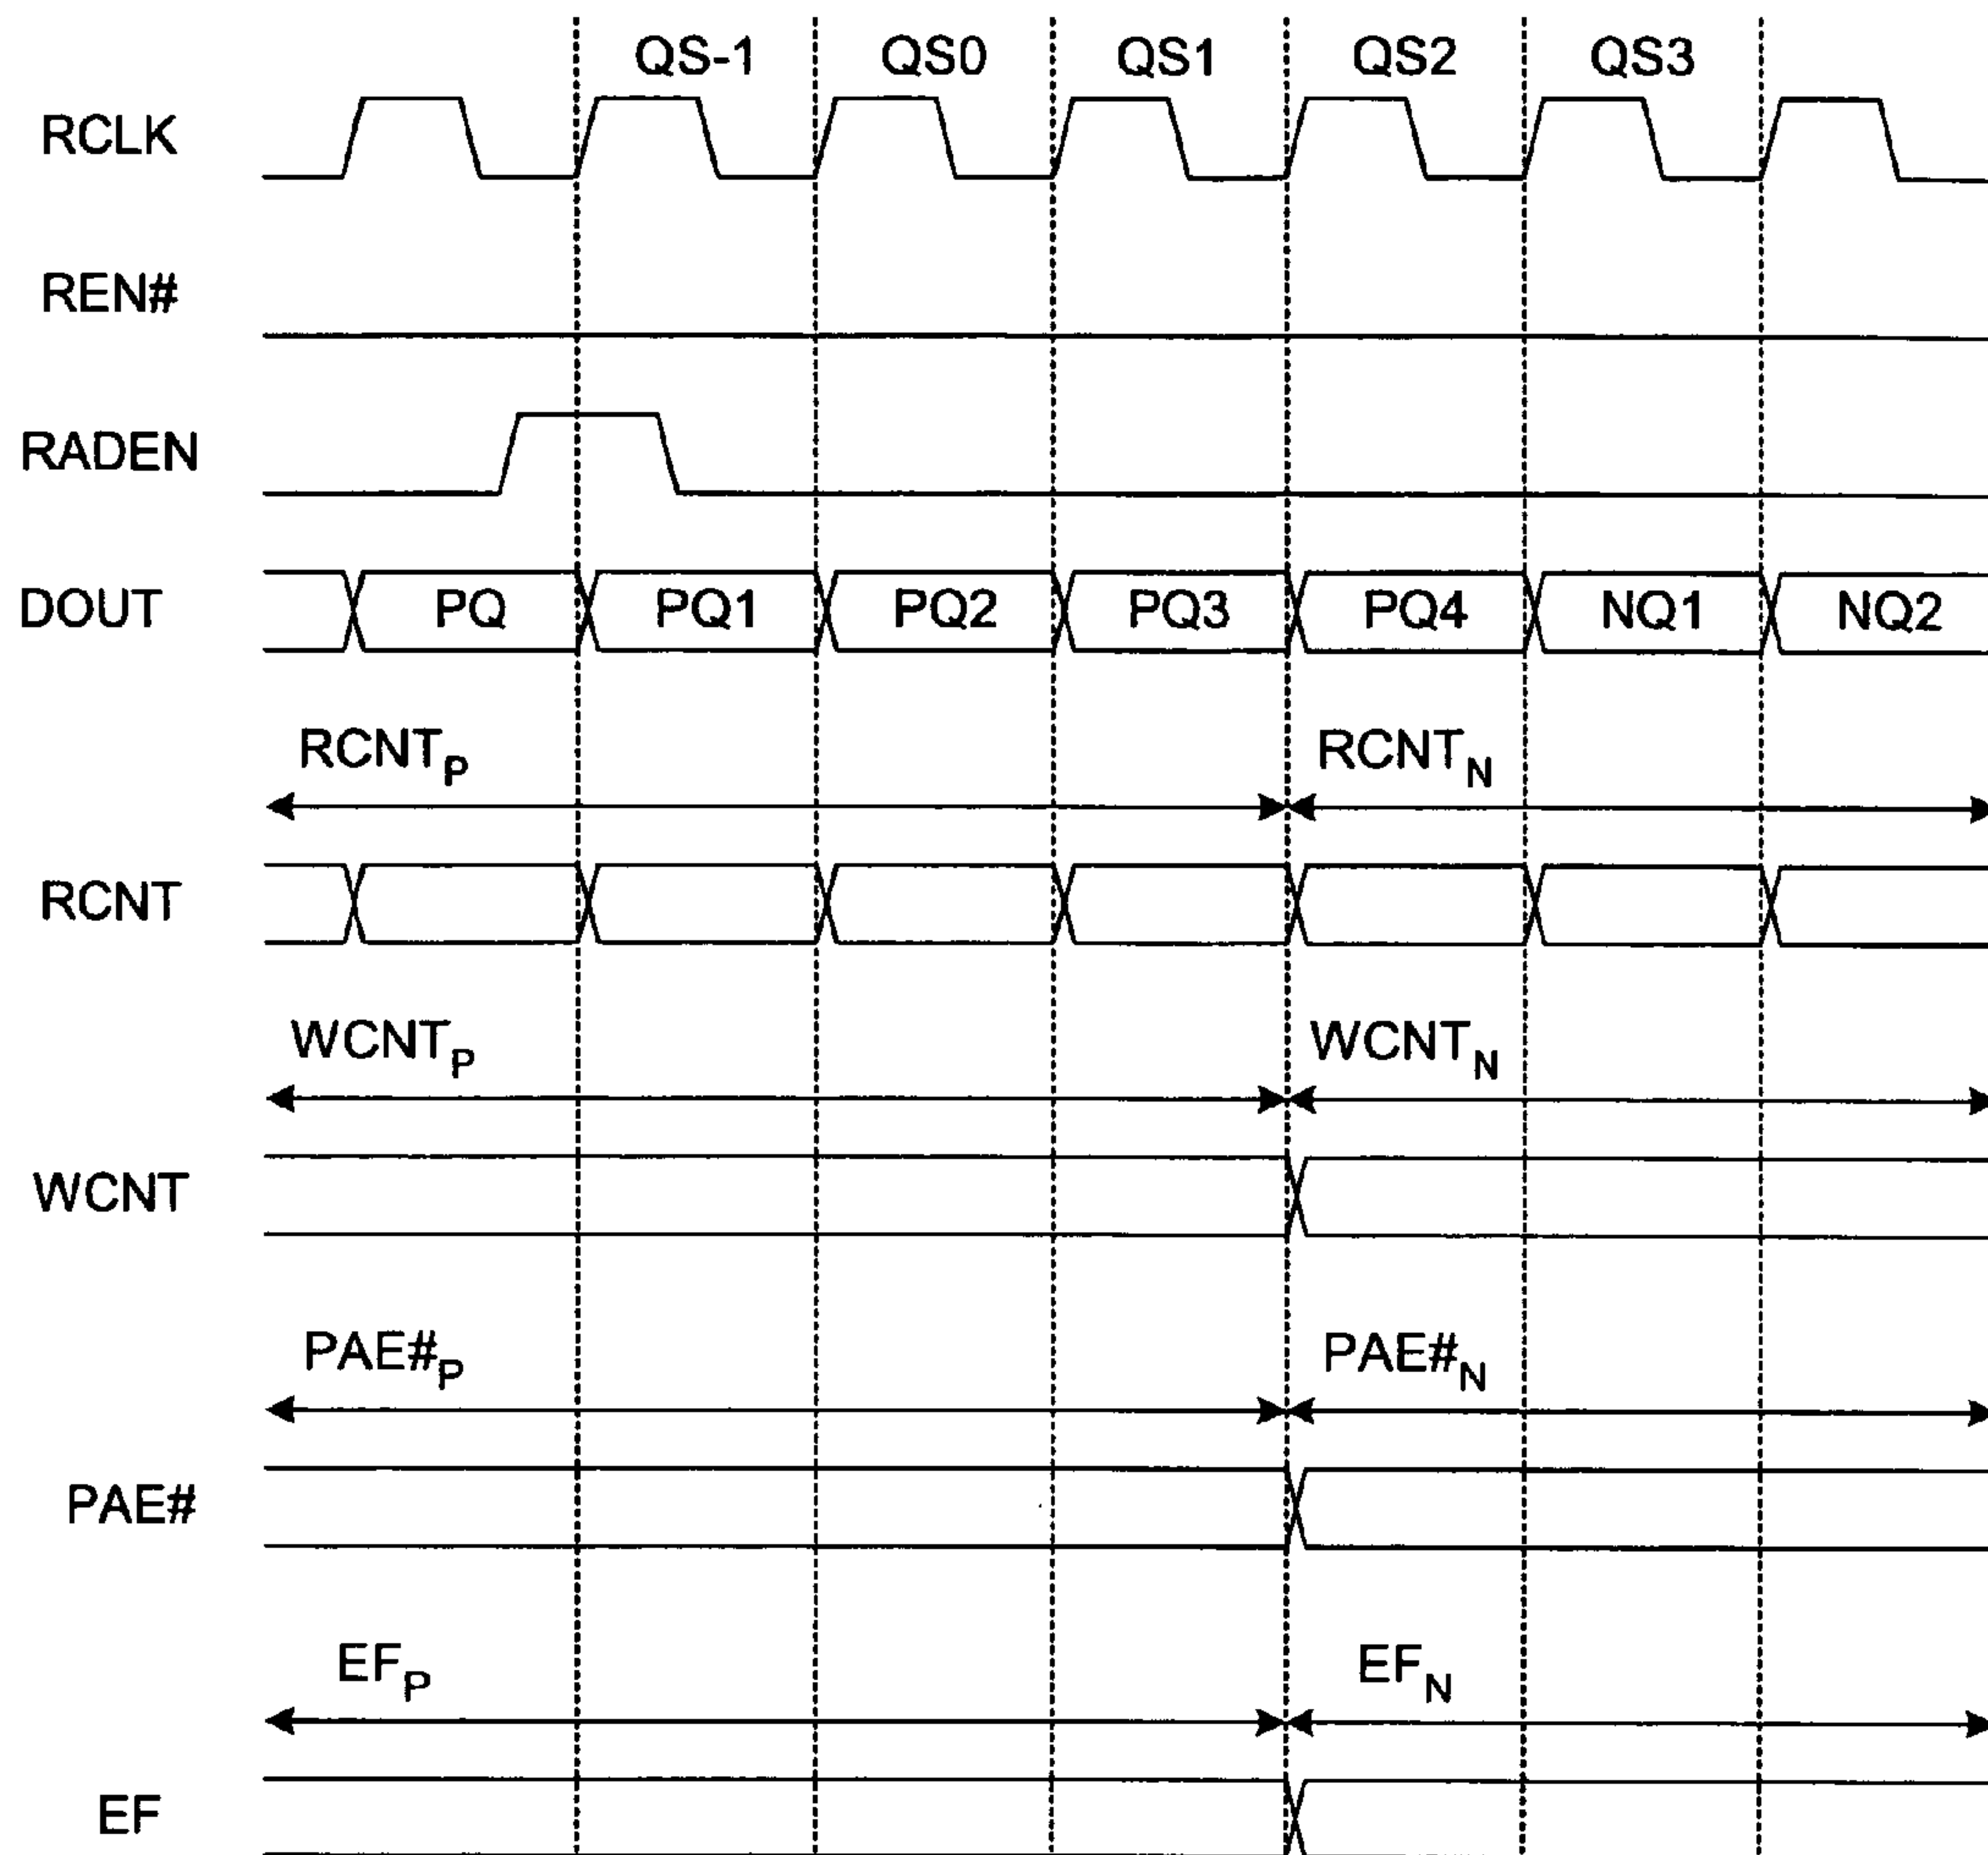 QS-1 QS0 QS1 QS2 QS3
RCLK
REN#
RADEN
DOUT PQ PQ1 PQ2 PQ3 PQ4 NQ1 NQ2
RCNTP RCNTN
RCNT
WCNTP WCNTN
WCNT
PAE#P PAE#N
PAE#
EFP EFN
EF